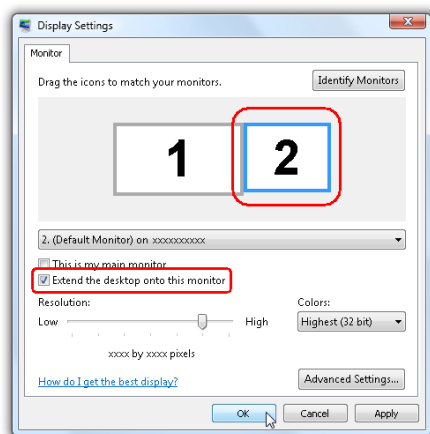 Display Settings
Monitor
Drag the icons to match your monitors.
Identify Monitors
1
2
2. (Default Monitor) on xxxxxxxxxx
This is my main monitor
Extend the desktop onto this monitor
Resolution:
Colors:
Low
High
Highest (32 bit)
xxxx by xxxx pixels
How do I get the best display?
Advanced Settings...
OK
Cancel
Apply